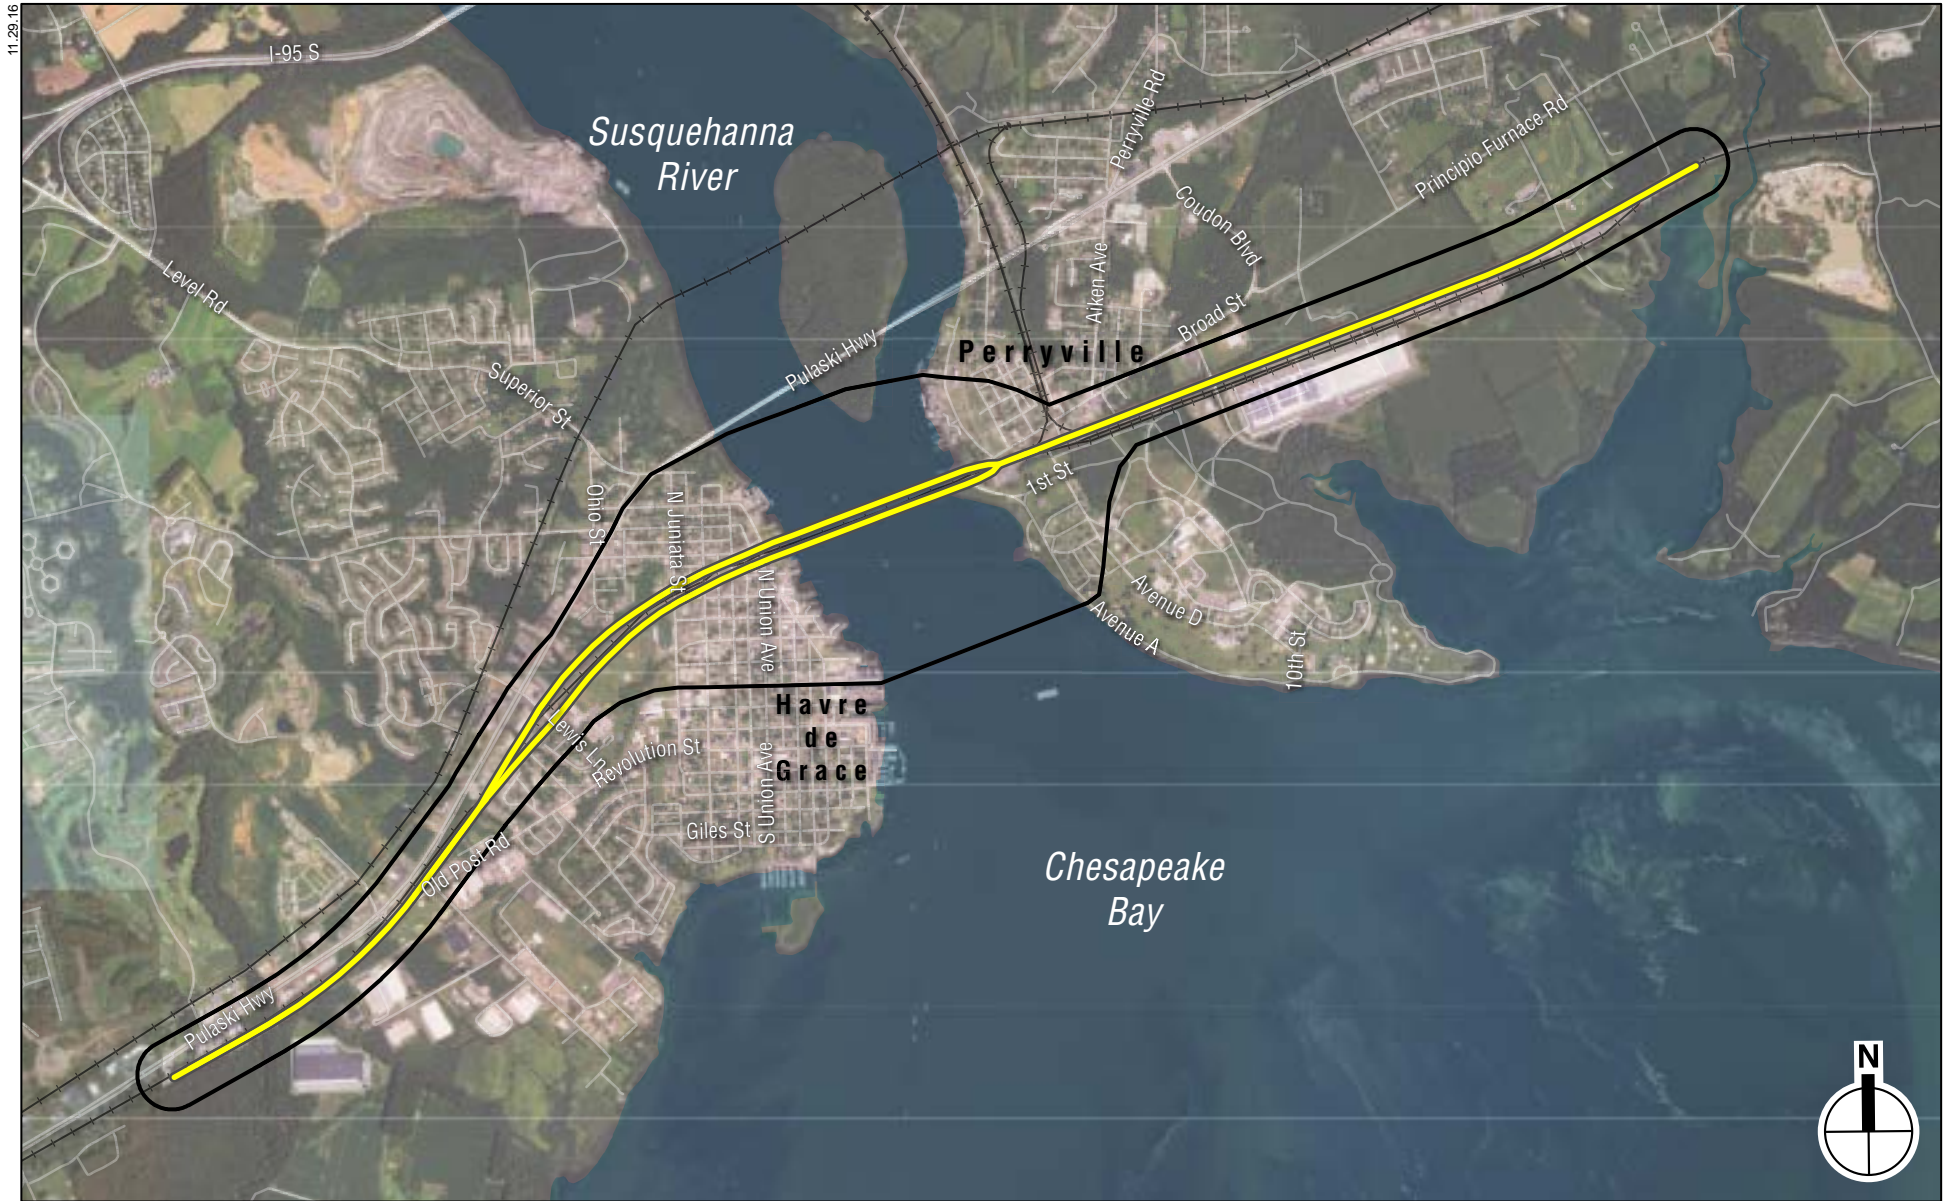 11.29.16
I-95 S
Susquehanna
River
Perryville Rd
Principio Furnace Rd
Coudon Blvd
Level Rd
Aiken Ave
Broad St
Perryville
Pulaski Hwy
Superior St
1st St
Ohio St
N Juniata St
N Union Ave
Avenue D
Avenue A
10th St
Havre
de
Grace
Lewis Ln
Revolution St
S Union Ave
Giles St
Old Post Rd
Chesapeake
Bay
Pulaski Hwy
N